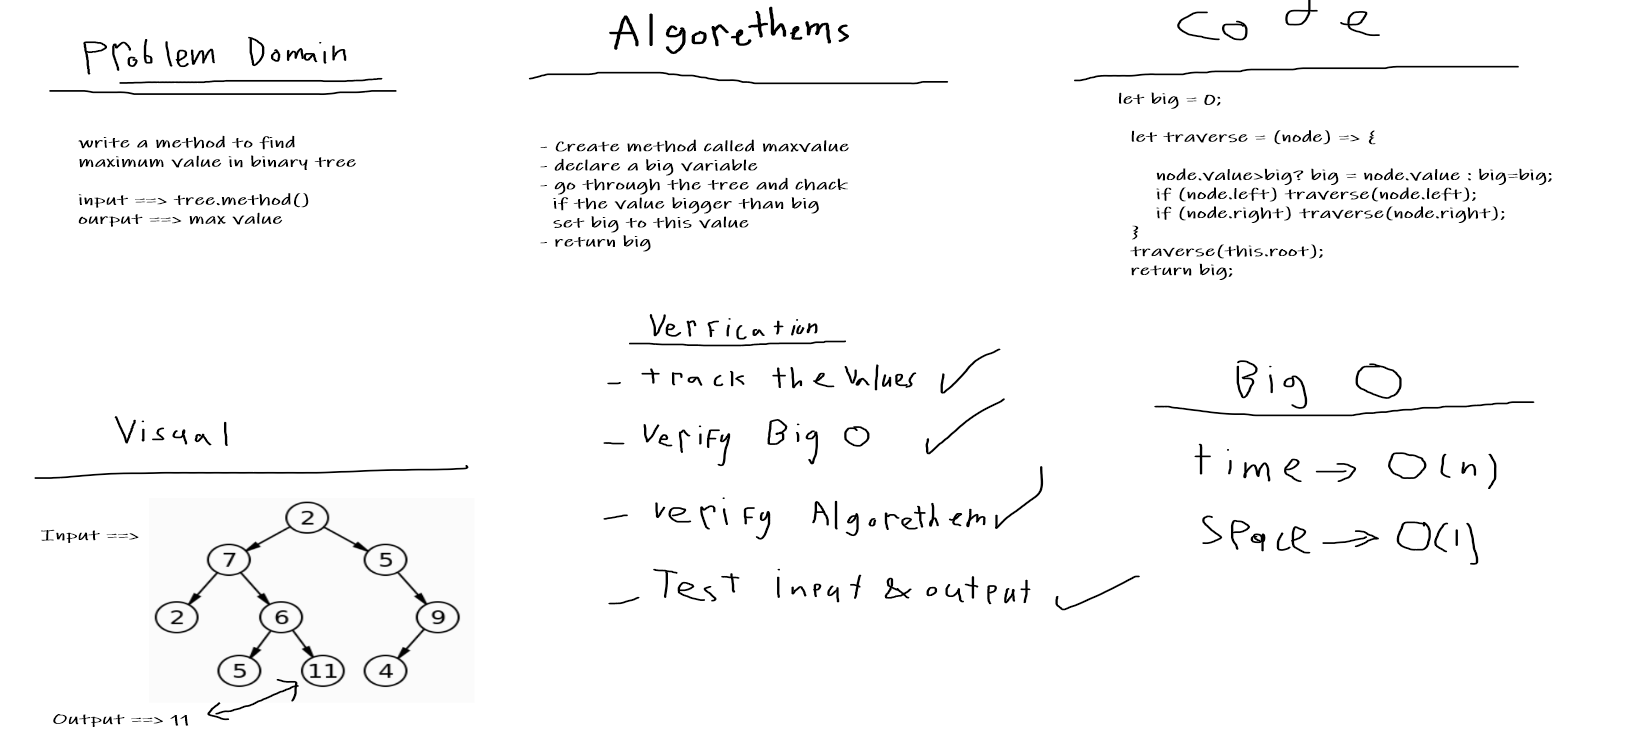 Problem Domain
write a method to find
maximum value in binary tree
input ==> tree.method()
ourput ==> max value
Algorethems
- Create method called maxvalue
- declare a big variable
- go through the tree and chack
if the value bigger than big
set big to this value
- return big
Code
let big = 0;
let traverse = (node) => {
node.value>big? big = node.value : big=big;
if (node.left) traverse(node.left);
if (node.right) traverse(node.right);
}
traverse(this.root);
return big;
Verfication
- track the values ✓
- Verify Big O ✓
- verify Algorethem ✓
- Test input & output ✓
Big O
time → O(n)
Space → O(1)
Visual
Input ==>
2
7 5
2 6 9
5 11 4
Output ==> 11